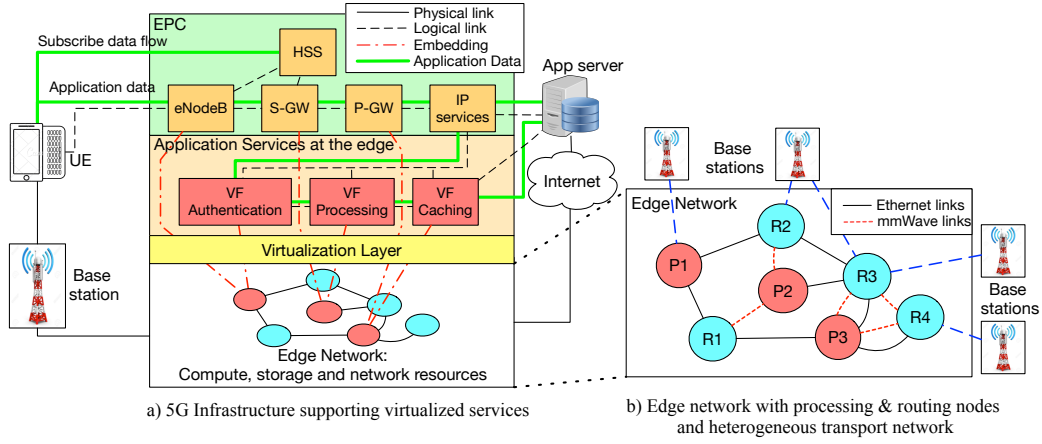 EPC
Physical link
Logical link
Embedding
Application Data
Subscribe data flow
HSS
App server
Application data
eNodeB
S-GW
P-GW
IP
services
UE
Application Services at the edge
VF
Authentication
VF
Processing
VF
Caching
Internet
Virtualization Layer
Base
station
Edge Network:
Compute, storage and network resources
a) 5G Infrastructure supporting virtualized services
Base
stations
Edge Network
Ethernet links
mmWave links
R2
P1
R3
P2
R1
P3
R4
Base
stations
b) Edge network with processing & routing nodes
and heterogeneous transport network